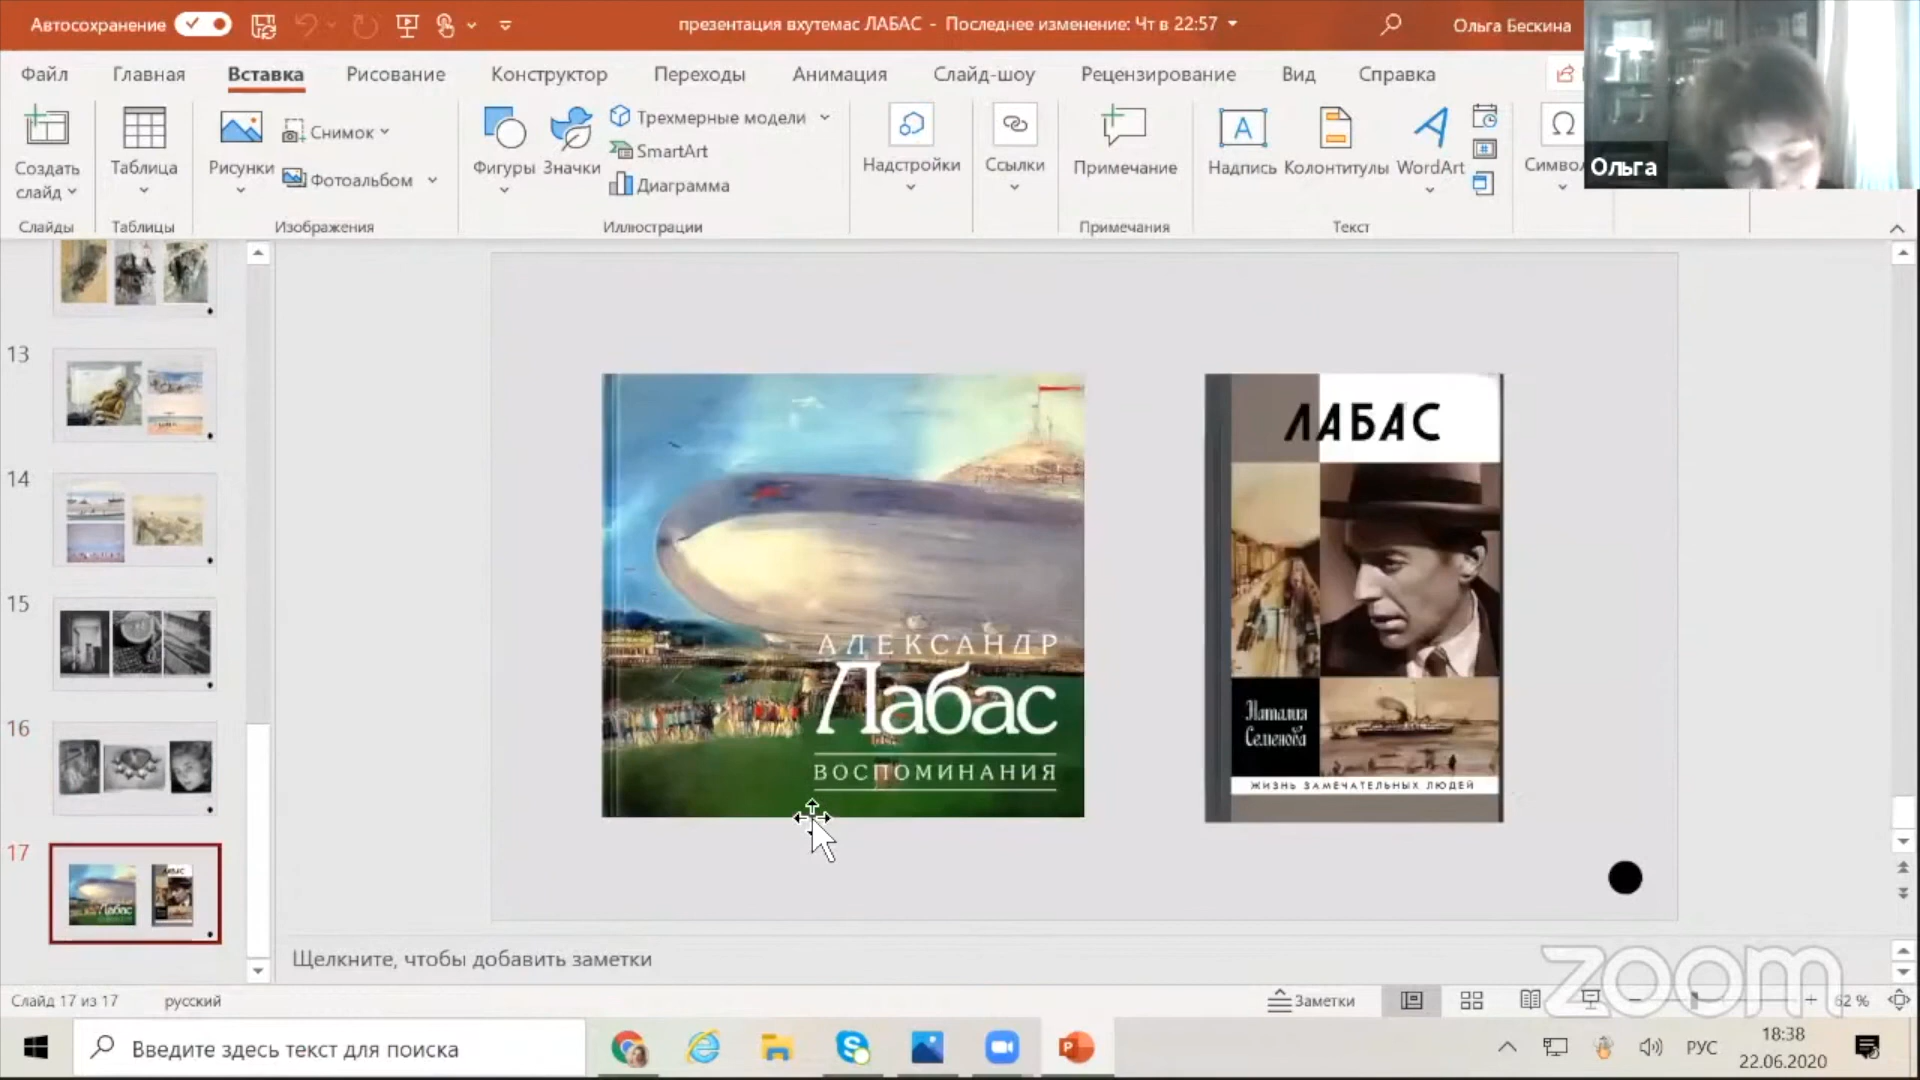 Автосохранение
презентация вхутемас ЛАБАС - Последнее изменение: Чт в 22:57
Ольга Бескина
Файл Главная Вставка Рисование Конструктор Переходы Анимация Слайд-шоу Рецензирование Вид Справка
Создать слайд
Таблица
Рисунки
Снимок
Фотоальбом
Фигуры
Значки
Трехмерные модели
SmartArt
Диаграмма
Надстройки
Ссылки
Примечание
Надпись
Колонтитулы
WordArt
Ольга
Слайды Таблицы Изображения Иллюстрации Примечания Текст
13
14
15
16
17
АЛЕКСАНДР
Лабас
ВОСПОМИНАНИЯ
ЛАБАС
Наталия
Семенова
ЖИЗНЬ ЗАМЕЧАТЕЛЬНЫХ ЛЮДЕЙ
Щелкните, чтобы добавить заметки
zoom
Слайд 17 из 17 русский Заметки 62 %
Введите здесь текст для поиска
РУС
18:38
22.06.2020